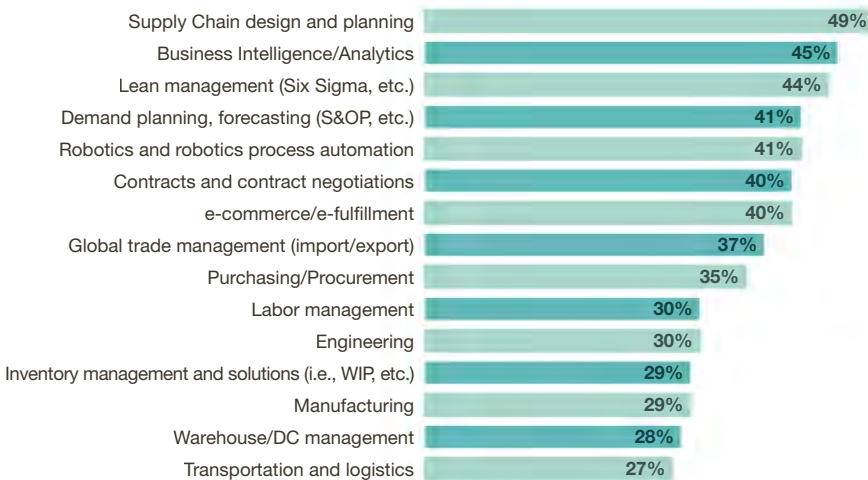 Supply Chain design and planning 49%
Business Intelligence/Analytics 45%
Lean management (Six Sigma, etc.) 44%
Demand planning, forecasting (S&OP, etc.) 41%
Robotics and robotics process automation 41%
Contracts and contract negotiations 40%
e-commerce/e-fulfillment 40%
Global trade management (import/export) 37%
Purchasing/Procurement 35%
Labor management 30%
Engineering 30%
Inventory management and solutions (i.e., WIP, etc.) 29%
Manufacturing 29%
Warehouse/DC management 28%
Transportation and logistics 27%